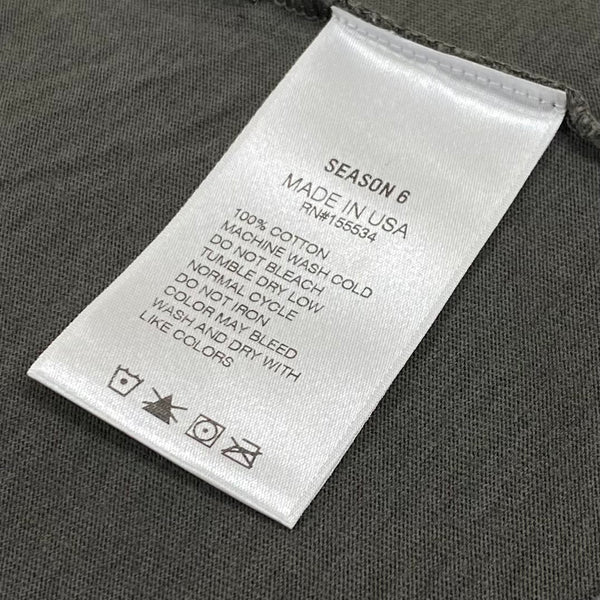 SEASON 6
MADE IN USA
RN#155534
100% COTTON
MACHINE WASH COLD
DO NOT BLEACH
TUMBLE DRY LOW
NORMAL CYCLE
DO NOT IRON
COLOR MAY BLEED
WASH AND DRY WITH
LIKE COLORS